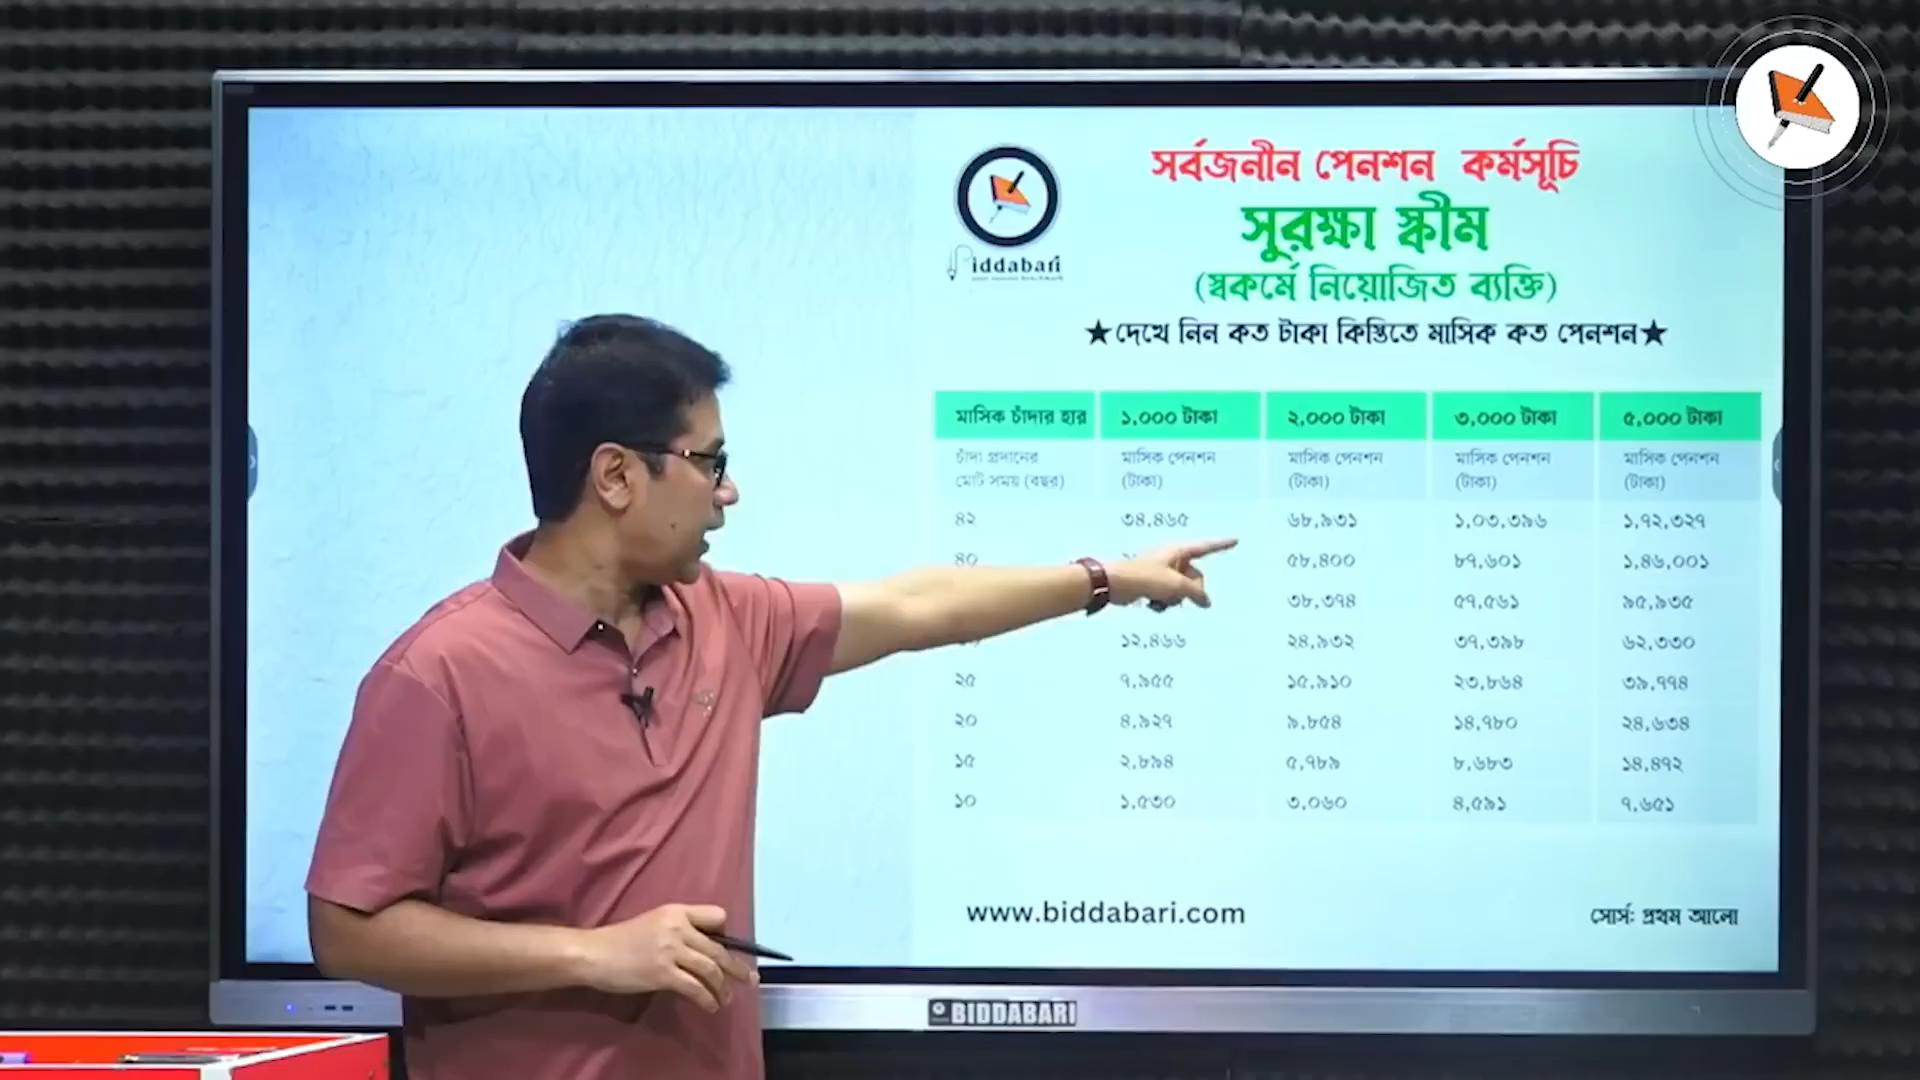 সর্বজনীন পেনশন কর্মসূচি
সুরক্ষা স্কীম
(স্বকর্মে নিয়োজিত ব্যক্তি)
★দেখে নিন কত টাকা কিস্তিতে মাসিক কত পেনশন★
iddabari
মাসিক চাঁদার হার ১,০০০ টাকা ২,০০০ টাকা ৩,০০০ টাকা ৫,০০০ টাকা
চাঁদা প্রদানের মোট সময় (বছর) মাসিক পেনশন (টাকা) মাসিক পেনশন (টাকা) মাসিক পেনশন (টাকা) মাসিক পেনশন (টাকা)
৪২ ৩৪,৪৬৫ ৬৮,৯৩১ ১,০৩,৩৯৬ ১,৭২,৩২৭
৪০ ৫৮,৪০০ ৮৭,৬০১ ১,৪৬,০০১
৩৮,৩৭৪ ৫৭,৫৬১ ৯৫,৯৩৫
১২,৪৬৬ ২৪,৯৩২ ৩৭,৩৯৮ ৬২,৩৩০
২৫ ৭,৯৫৫ ১৫,৯১০ ২৩,৮৬৪ ৩৯,৭৭৪
২০ ৪,৯২৭ ৯,৮৫৪ ১৪,৭৮০ ২৪,৬৩৪
১৫ ২,৮৯৪ ৫,৭৮৯ ৮,৬৮৩ ১৪,৪৭২
১০ ১,৫৩০ ৩,০৬০ ৪,৫৯১ ৭,৬৫১
www.biddabari.com
সোর্সঃ প্রথম আলো
BIDDABARI